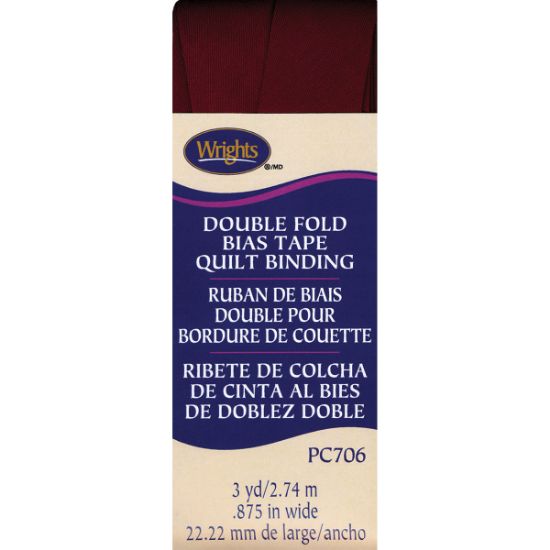 Wrights
®/MD
DOUBLE FOLD
BIAS TAPE
QUILT BINDING
RUBAN DE BIAIS
DOUBLE POUR
BORDURE DE COUETTE
RIBETE DE COLCHA
DE CINTA AL BIES
DE DOBLEZ DOBLE
PC706
3 yd/2.74 m
.875 in wide
22.22 mm de large/ancho